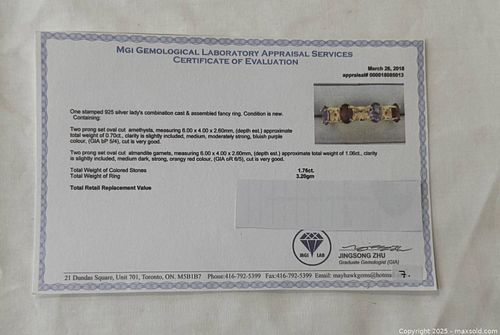 MGI GEMOLOGICAL LABORATORY APPRAISAL SERVICES
CERTIFICATE OF EVALUATION
March 26, 2018
appraisal# 000018085013
One stamped 925 silver lady's combination cast & assembled fancy ring. Condition is new.
Containing:
Two prong set oval cut amethysts, measuring 6.00 x 4.00 x 2.60mm, (depth est.) approximate
total weight of 0.70ct., clarity is slightly included, medium, moderately strong, bluish purple
colour, (GIA bP 5/4), cut is very good.
Two prong set oval cut almandite garnets, measuring 6.00 x 4.00 x 2.60mm, (depth est.) approximate total weight of 1.06ct., clarity
is slightly included, medium dark, strong, orangy red colour, (GIA oR 6/5), cut is very good.
Total Weight of Colored Stones 1.76ct.
Total Weight of Ring 3.20gm
Total Retail Replacement Value
MGI LAB
JINGSONG ZHU
Graduate Gemologist (GIA)
21 Dundas Square, Unit 701, Toronto, ON. M5B1B7 Phone:416-792-5399 Fax:416-792-5399 Email: mayhawkgems@hotma
7.
Copyright © 2025 - maxsold.com